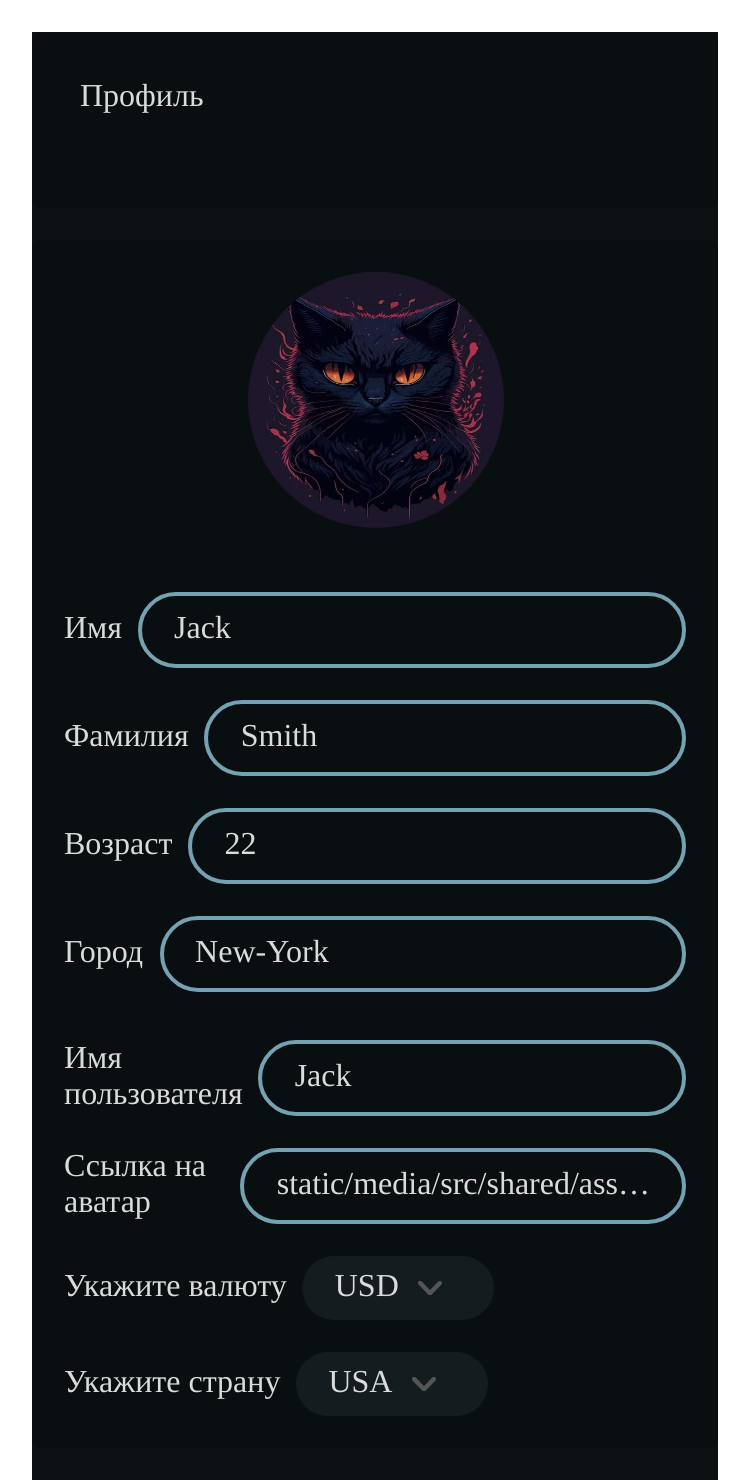 Профиль
Имя Jack
Фамилия Smith
Возраст 22
Город New-York
Имя
пользователя Jack
Ссылка на
аватар static/media/src/shared/ass…
Укажите валюту USD
Укажите страну USA